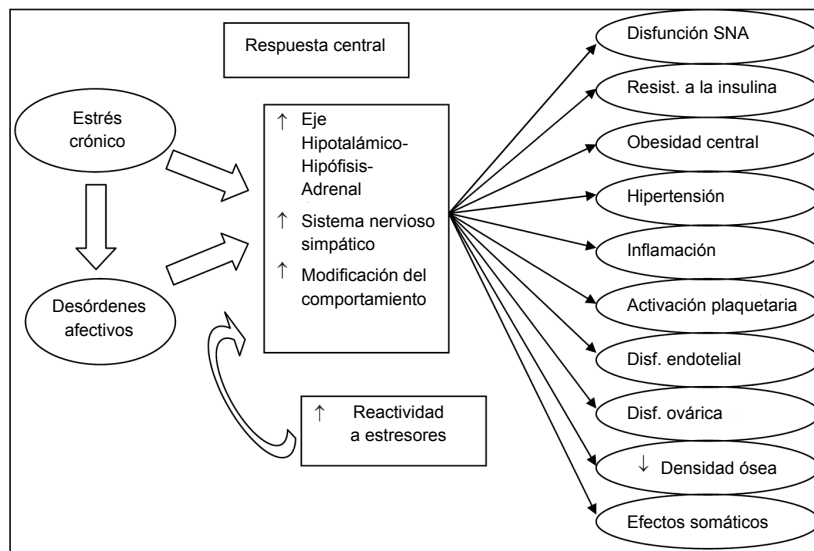 Respuesta central
Estrés
crónico
Desórdenes
afectivos
↑ Eje
Hipotalámico-
Hipófisis-
Adrenal
↑ Sistema nervioso
simpático
↑ Modificación del
comportamiento
↑ Reactividad
a estresores
Disfunción SNA
Resist. a la insulina
Obesidad central
Hipertensión
Inflamación
Activación plaquetaria
Disf. endotelial
Disf. ovárica
↓ Densidad ósea
Efectos somáticos